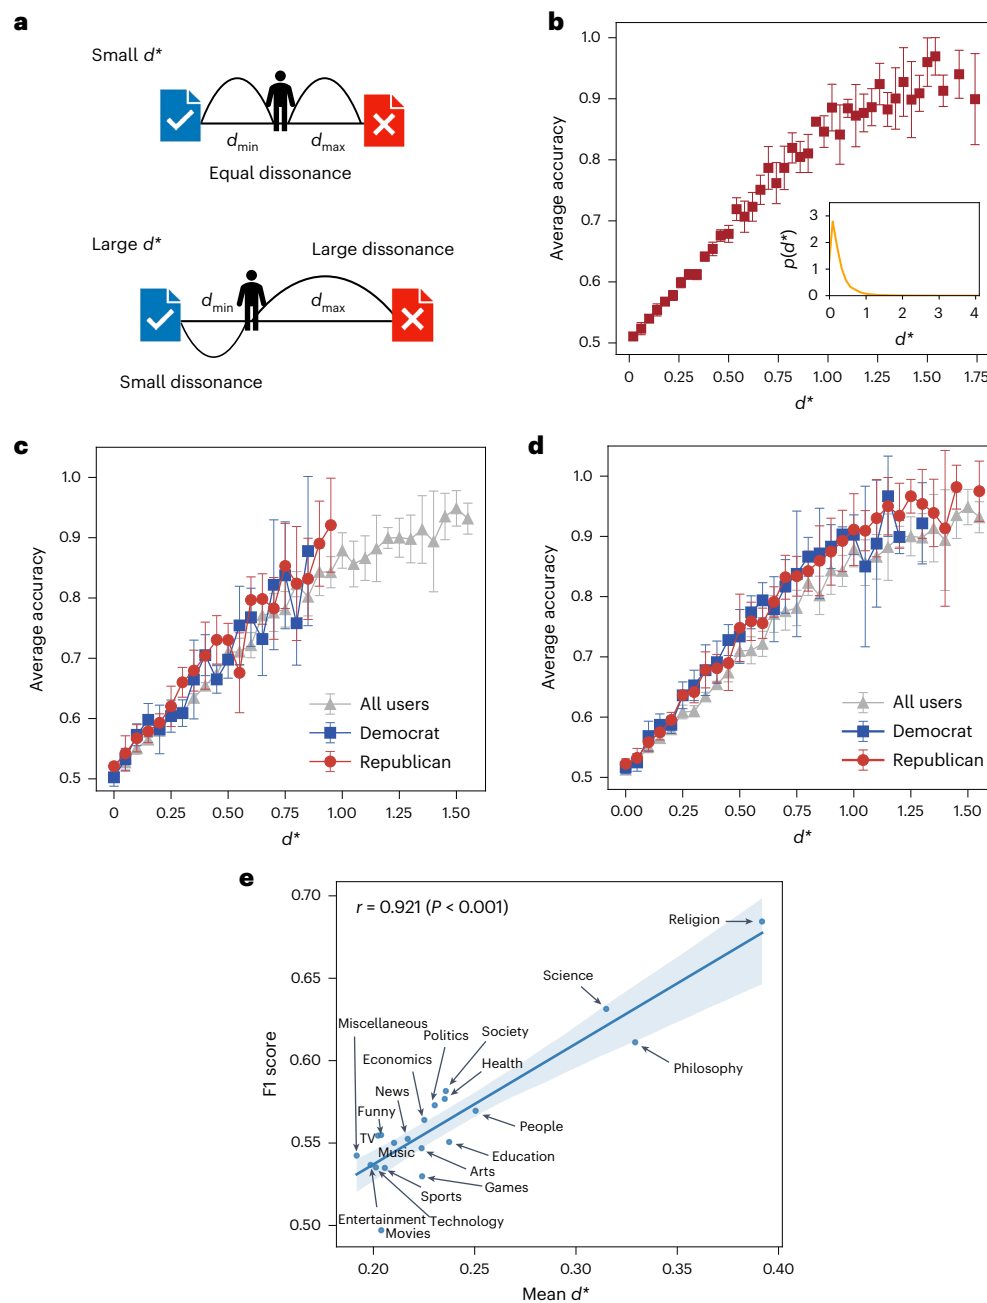 a
Small d*
d_min
d_max
Equal dissonance
Large d*
Large dissonance
d_min
d_max
Small dissonance
b
Average accuracy
1.0
0.9
0.8
0.7
0.6
0.5
0
0.25
0.50
0.75
1.00
1.25
1.50
1.75
d*
p(d*)
3
2
1
0
0
1
2
3
4
d*
c
Average accuracy
1.0
0.9
0.8
0.7
0.6
0.5
All users
Democrat
Republican
0
0.25
0.50
0.75
1.00
1.25
1.50
d*
d
Average accuracy
1.0
0.9
0.8
0.7
0.6
0.5
All users
Democrat
Republican
0.00
0.25
0.50
0.75
1.00
1.25
1.50
d*
e
F1 score
0.70
0.65
0.60
0.55
0.50
r = 0.921 (P < 0.001)
Religion
Science
Miscellaneous
Politics
Society
Economics
Health
Philosophy
News
Funny
People
TV
Music
Education
Arts
Games
Sports
Entertainment
Technology
Movies
0.20
0.25
0.30
0.35
0.40
Mean d*